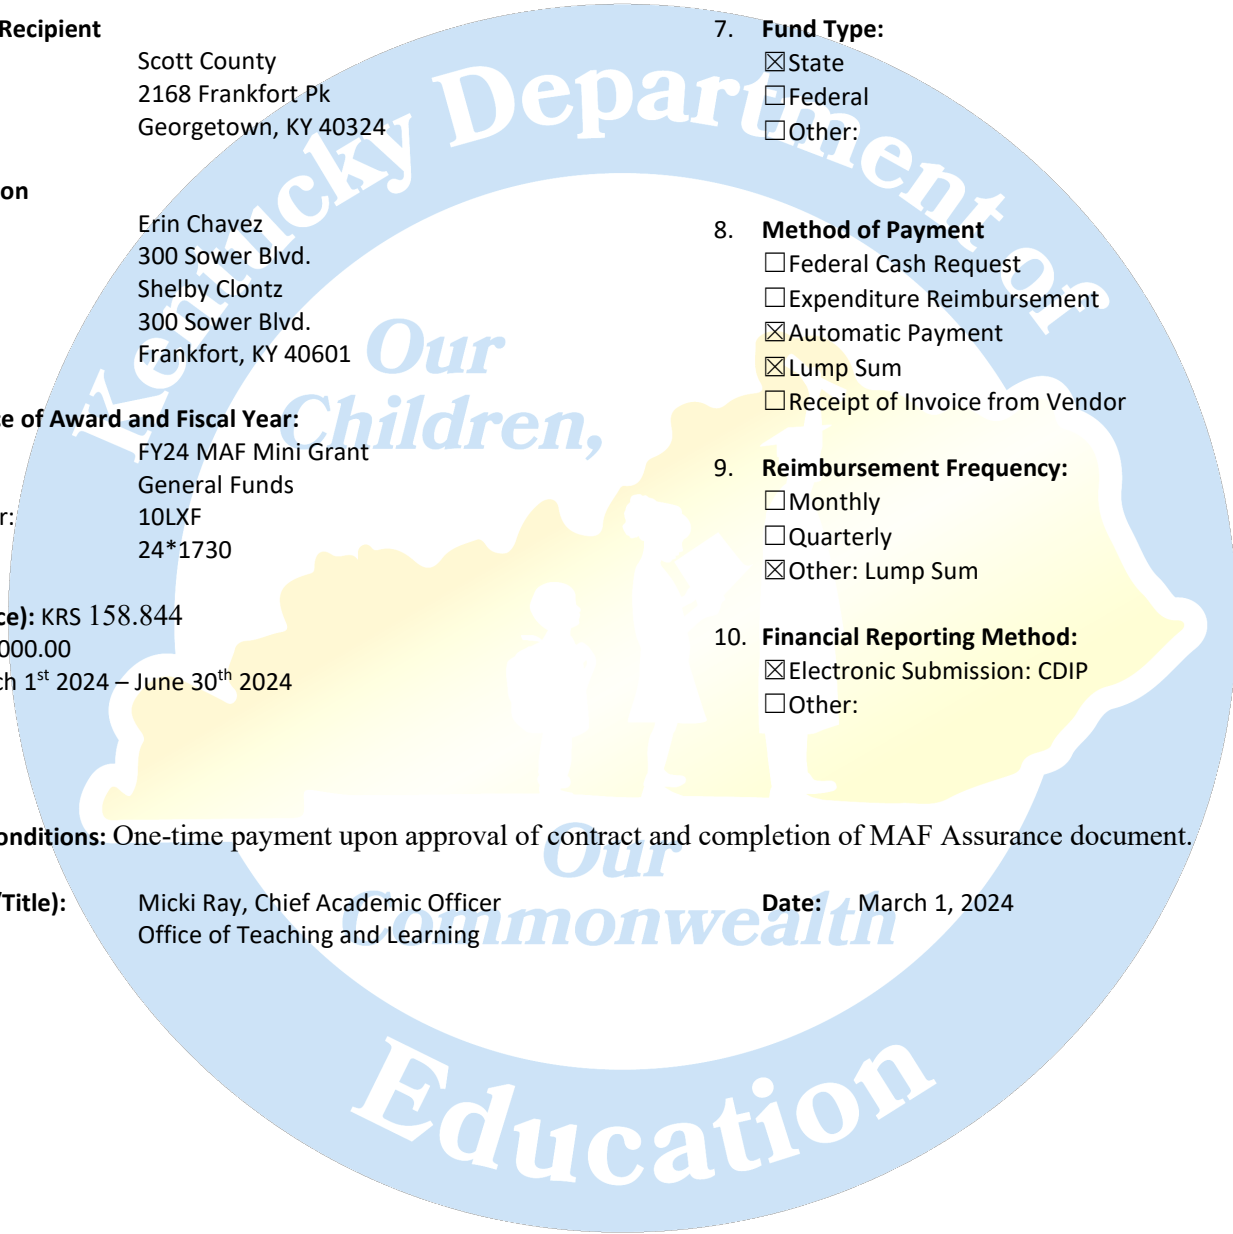 Recipient
Scott County
2168 Frankfort Pk
Georgetown, KY 40324
on
Erin Chavez
300 Sower Blvd.
Shelby Clontz
300 Sower Blvd.
Frankfort, KY 40601
e of Award and Fiscal Year:
FY24 MAF Mini Grant
General Funds
r: 10LXF
24*1730
ce): KRS 158.844
000.00
ch 1st 2024 – June 30th 2024
7. Fund Type:
☒State
☐Federal
☐Other:
8. Method of Payment
☐Federal Cash Request
☐Expenditure Reimbursement
☒Automatic Payment
☒Lump Sum
☐Receipt of Invoice from Vendor
9. Reimbursement Frequency:
☐Monthly
☐Quarterly
☒Other: Lump Sum
10. Financial Reporting Method:
☒Electronic Submission: CDIP
☐Other:
onditions: One-time payment upon approval of contract and completion of MAF Assurance document.
Title): Micki Ray, Chief Academic Officer Date: March 1, 2024
Office of Teaching and Learning
Kentucky Department of
Education
Our
Children,
Our
Commonwealth